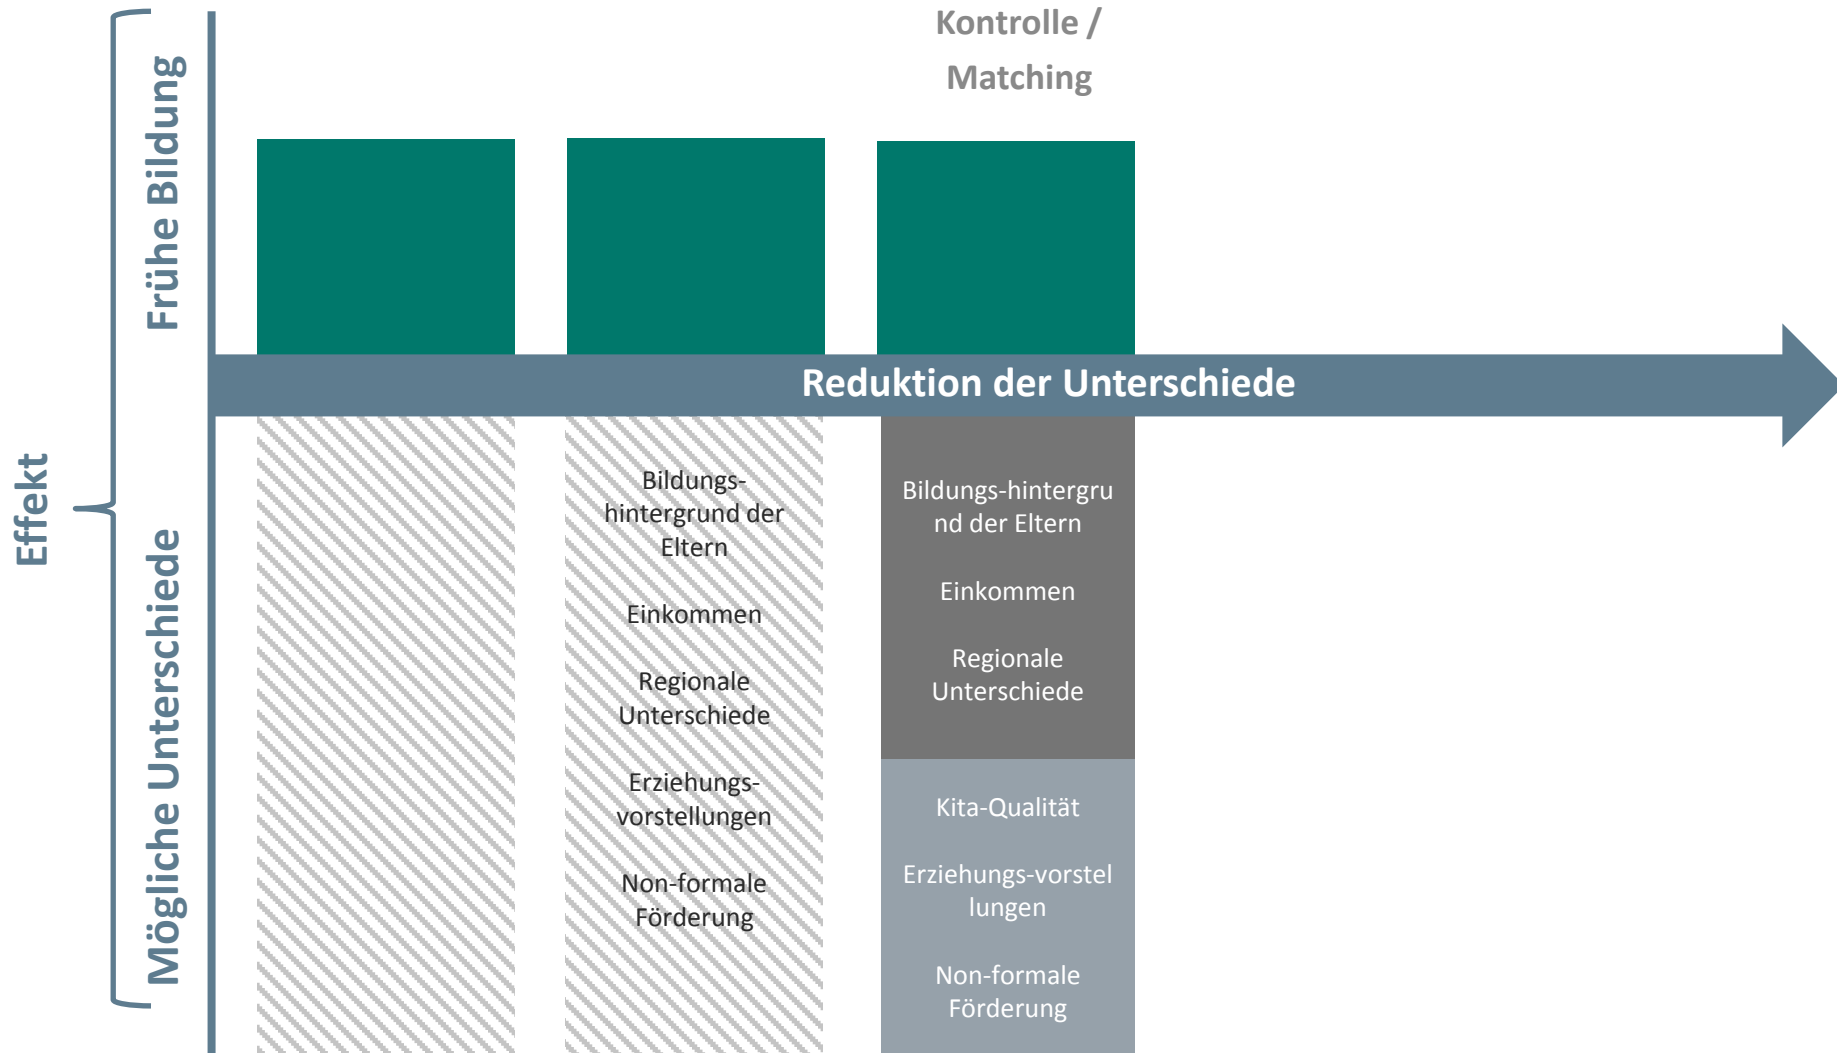 Kontrolle /
Matching
Effekt
Frühe Bildung
Mögliche Unterschiede
Reduktion der Unterschiede
Bildungs-
hintergrund der
Eltern
Einkommen
Regionale
Unterschiede
Erziehungs-
vorstellungen
Non-formale
Förderung
Bildungs-hintergru
nd der Eltern
Einkommen
Regionale
Unterschiede
Kita-Qualität
Erziehungs-vorstel
lungen
Non-formale
Förderung